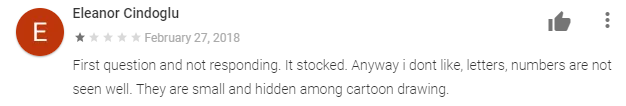 Eleanor Cindoglu
E
February 27, 2018
First question and not responding. It stocked. Anyway i dont like, letters, numbers are not
seen well. They are small and hidden among cartoon drawing.